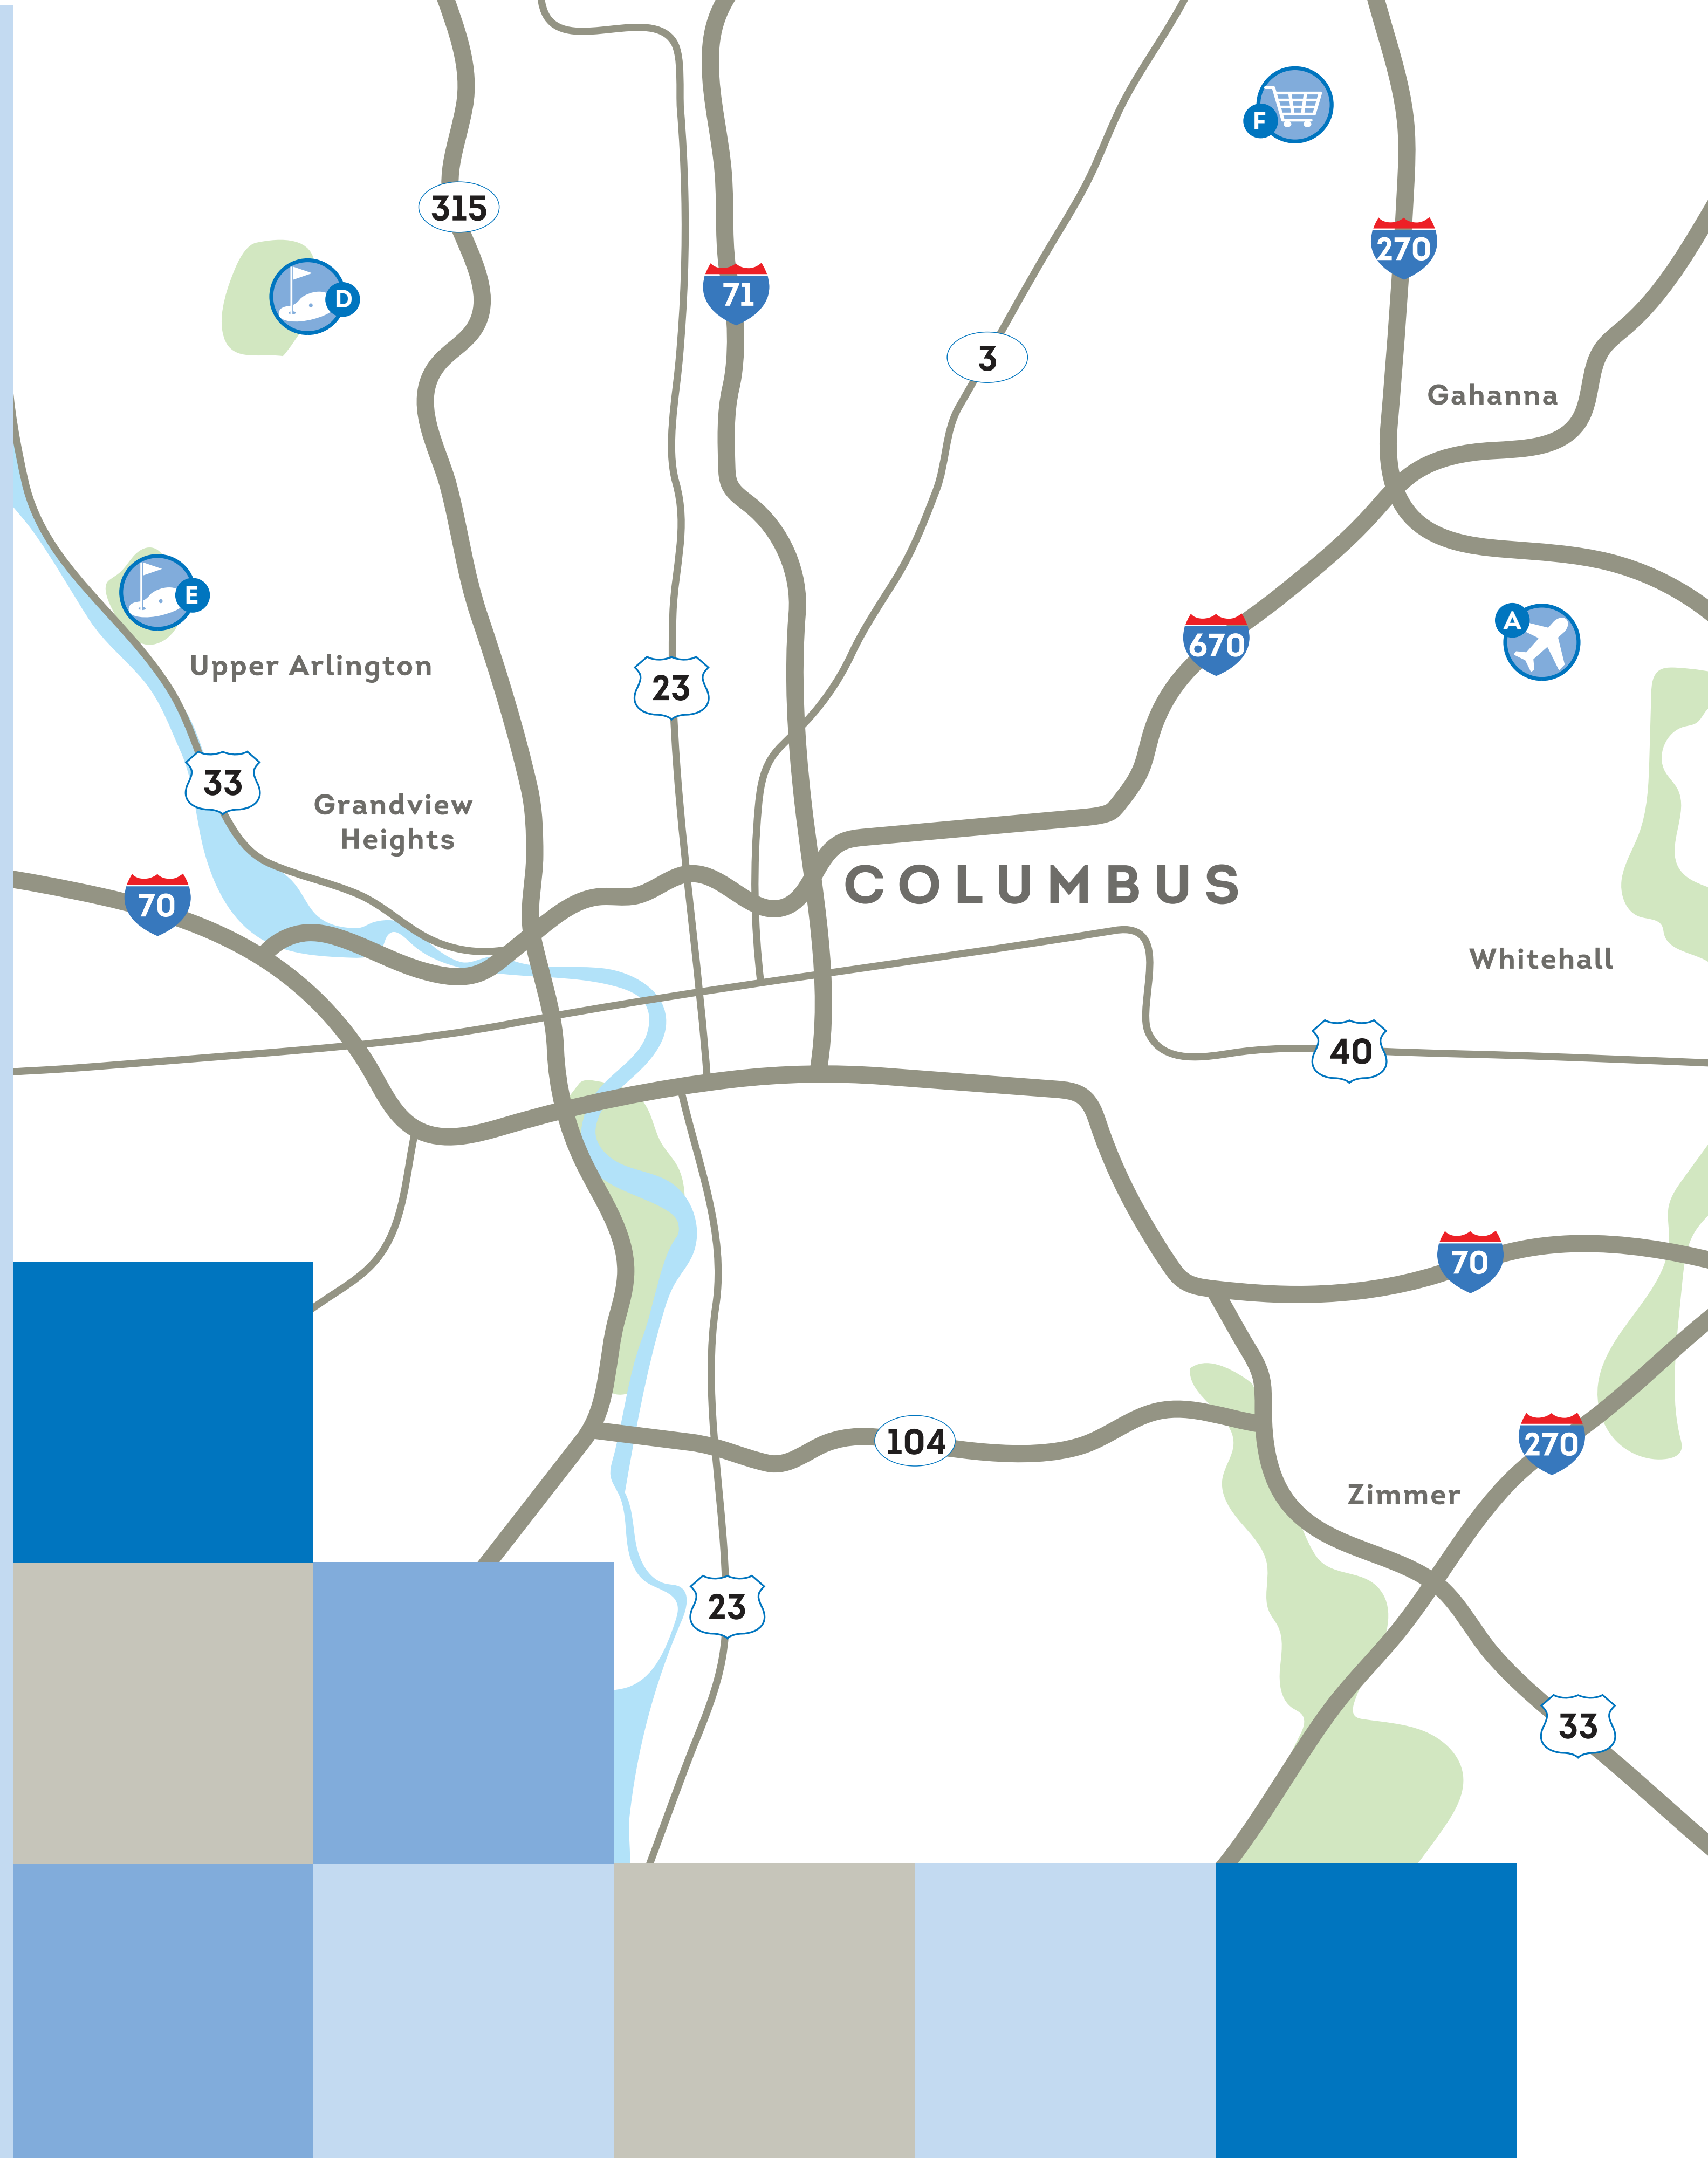 F
315
270
71
D
3
Gahanna
E
A
670
Upper Arlington
23
33
Grandview
Heights
COLUMBUS
70
Whitehall
40
70
104
270
Zimmer
23
33